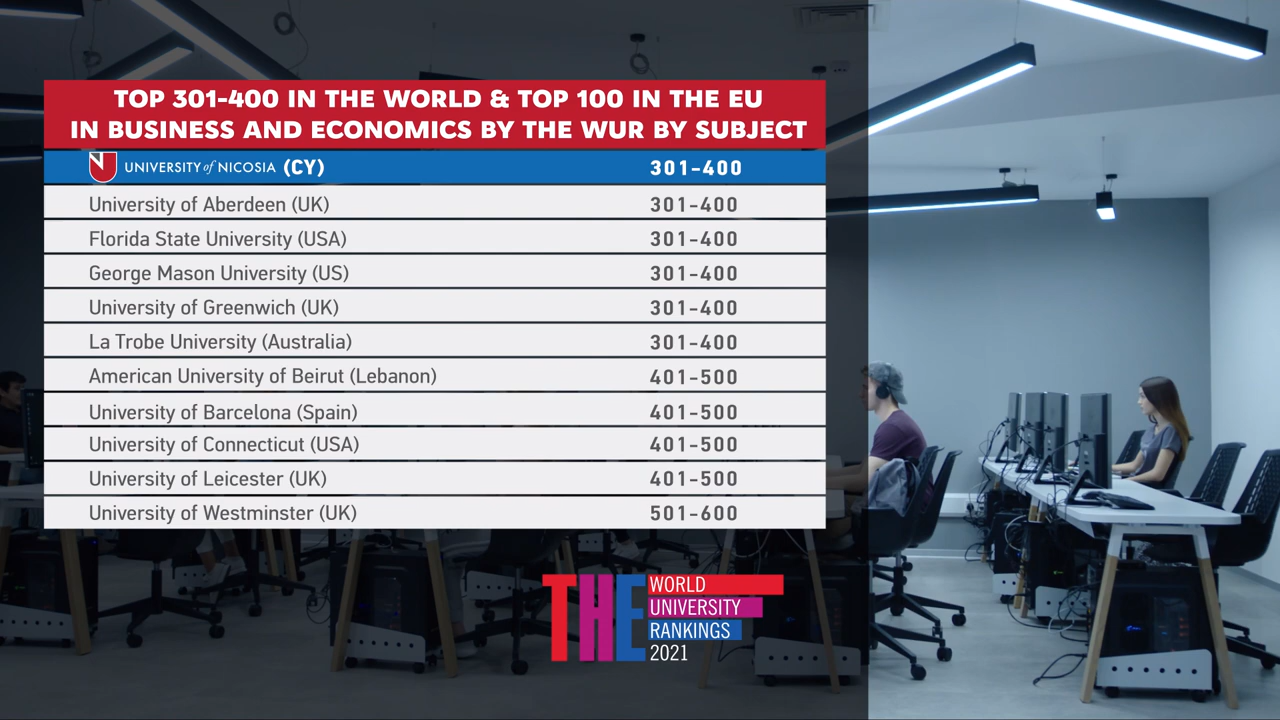 TOP 301-400 IN THE WORLD & TOP 100 IN THE EU
IN BUSINESS AND ECONOMICS BY THE WUR BY SUBJECT
UNIVERSITY of NICOSIA (CY) 301-400
University of Aberdeen (UK) 301-400
Florida State University (USA) 301-400
George Mason University (US) 301-400
University of Greenwich (UK) 301-400
La Trobe University (Australia) 301-400
American University of Beirut (Lebanon) 401-500
University of Barcelona (Spain) 401-500
University of Connecticut (USA) 401-500
University of Leicester (UK) 401-500
University of Westminster (UK) 501-600
THE WORLD
UNIVERSITY
RANKINGS
2021